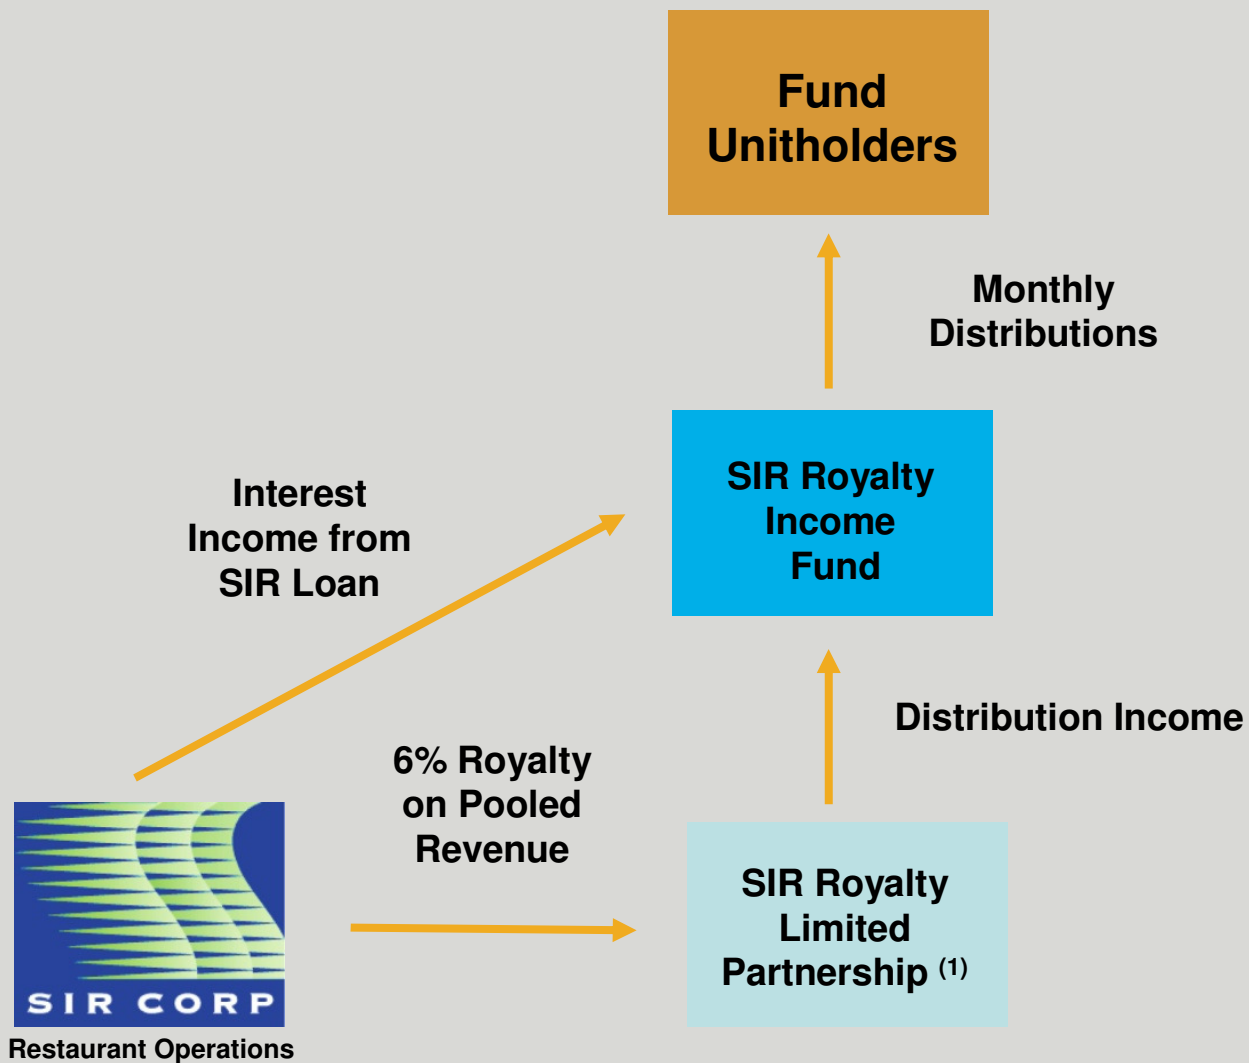 Fund
Unitholders
Monthly
Distributions
SIR Royalty
Income
Fund
Interest
Income from
SIR Loan
Distribution Income
6% Royalty
on Pooled
Revenue
SIR Royalty
Limited
Partnership (1)
SIR CORP
Restaurant Operations